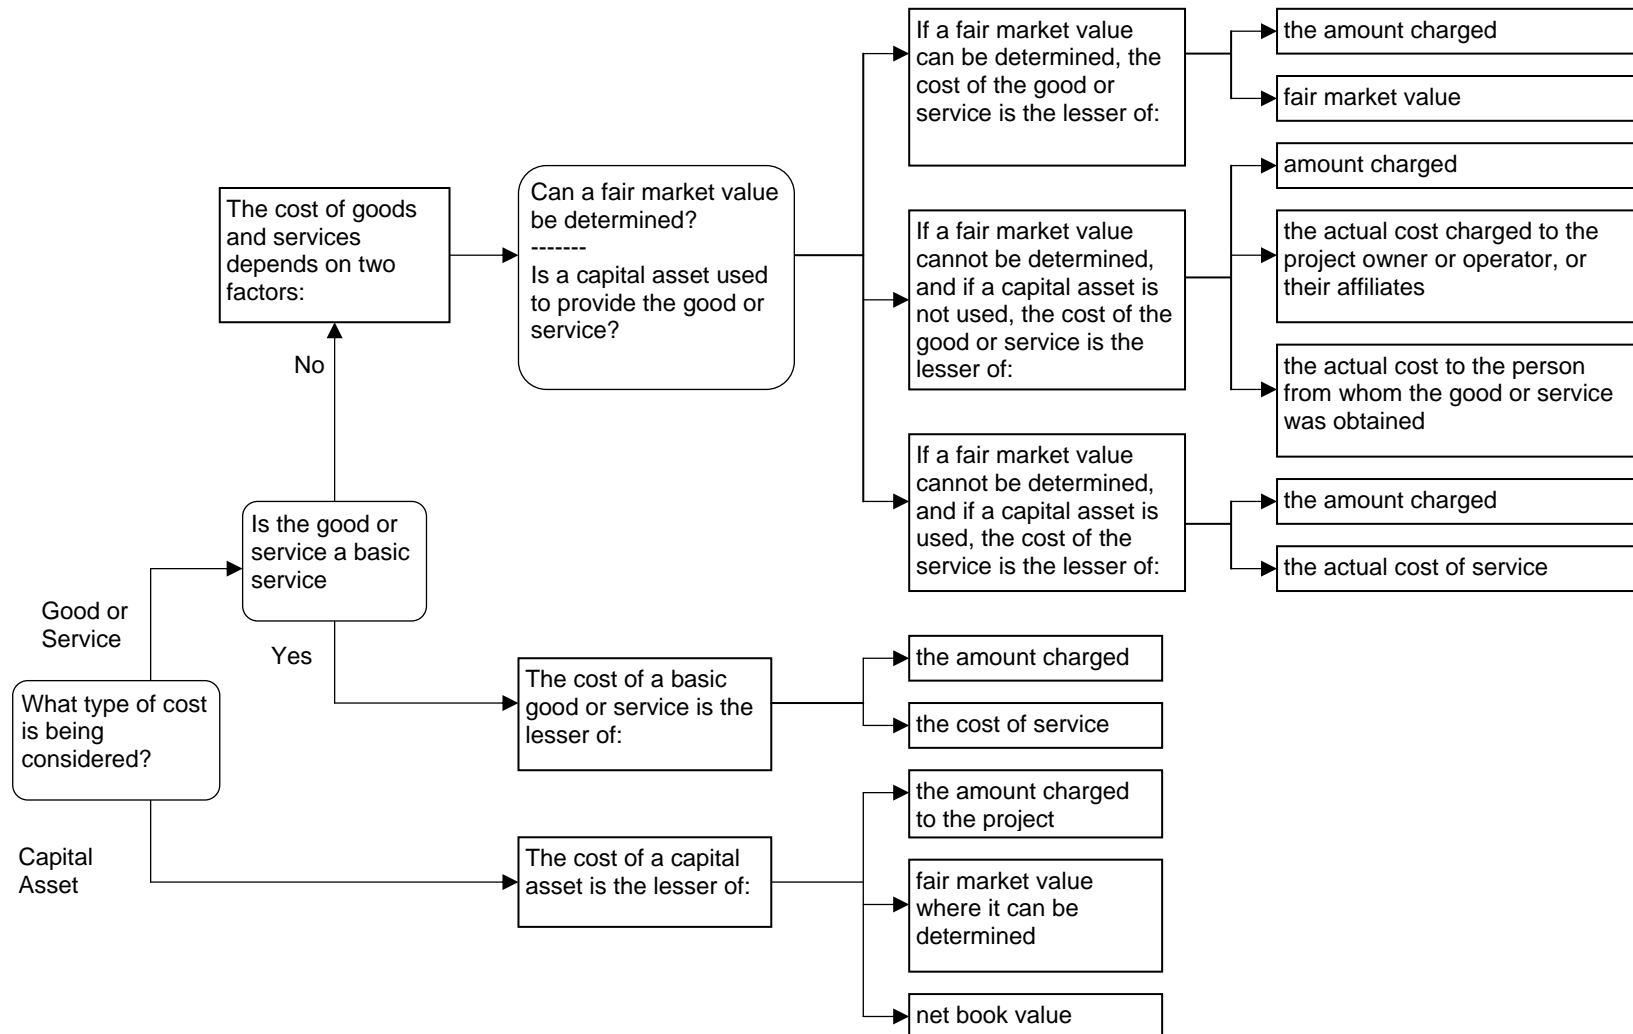 If a fair market value
can be determined, the
cost of the good or
service is the lesser of:
the amount charged
fair market value
The cost of goods
and services
depends on two
factors:
Can a fair market value
be determined?
-------
Is a capital asset used
to provide the good or
service?
If a fair market value
cannot be determined,
and if a capital asset is
not used, the cost of the
good or service is the
lesser of:
amount charged
the actual cost charged to the
project owner or operator, or
their affiliates
the actual cost to the person
from whom the good or service
was obtained
No
If a fair market value
cannot be determined,
and if a capital asset is
used, the cost of the
service is the lesser of:
the amount charged
the actual cost of service
Is the good or
service a basic
service
Good or
Service
Yes
What type of cost
is being
considered?
The cost of a basic
good or service is the
lesser of:
the amount charged
the cost of service
Capital
Asset
The cost of a capital
asset is the lesser of:
the amount charged
to the project
fair market value
where it can be
determined
net book value